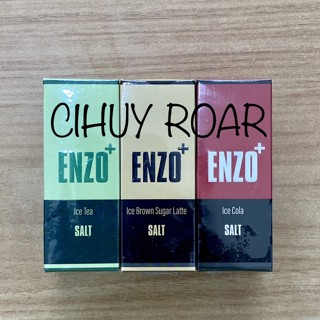 CIHUY ROAR
ENZO+ ENZO+ ENZO+
Ice Tea Ice Brown Sugar Latte Ice Cola
SALT SALT SALT